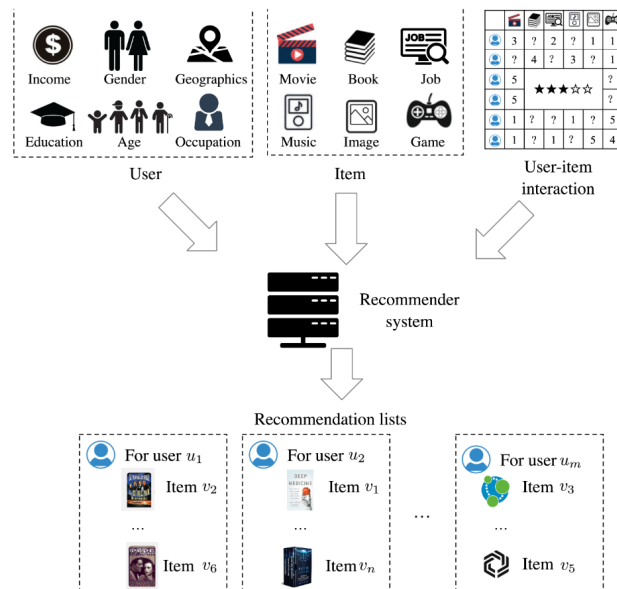 Income Gender Geographics
Education Age Occupation
User
Movie Book Job
Music Image Game
Item
JOB
3 ? 2 ? 1 1
? 4 ? 3 ? 1
5 ?
★★★☆☆
5 ?
1 ? ? 1 ? 5
1 ? 1 ? 5 4
User-item
interaction
Recommender
system
Recommendation lists
For user u₁
Item v₂
...
Item v₆
For user u₂
DEEP
MEDICINE
Item v₁
...
Item vₙ
...
For user uₘ
Item v₃
...
Item v₅